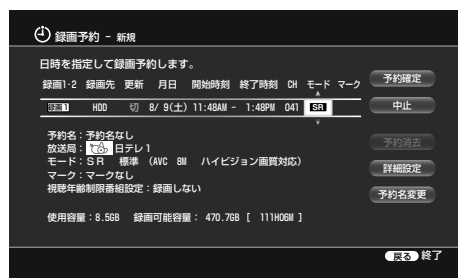 録画予約 － 新規
日時を指定して録画予約します。
録画1·2 録画先 更新 月日 開始時刻 終了時刻 CH モード マーク
録画1 HDD 切 8/ 9(土) 11:48AM － 1:48PM 041 SR
予約名：予約名なし
放送局： 日テレ１
モード：ＳＲ 標準 （AVC 8M ハイビジョン画質対応）
マーク：マークなし
視聴年齢制限番組設定：録画しない
使用容量：8.5GB 録画可能容量： 470.7GB [ 111H06M ]
予約確定
中止
予約消去
詳細設定
予約名変更
戻る 終了